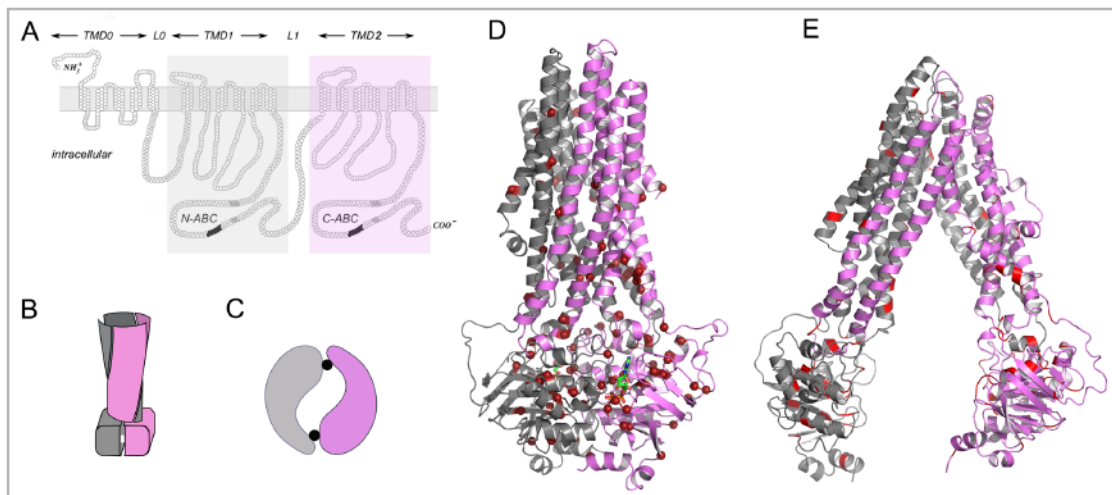 A
TMD0 L0 TMD1 L1 TMD2
NH3+
intracellular
N-ABC C-ABC COO-
B C
D
E